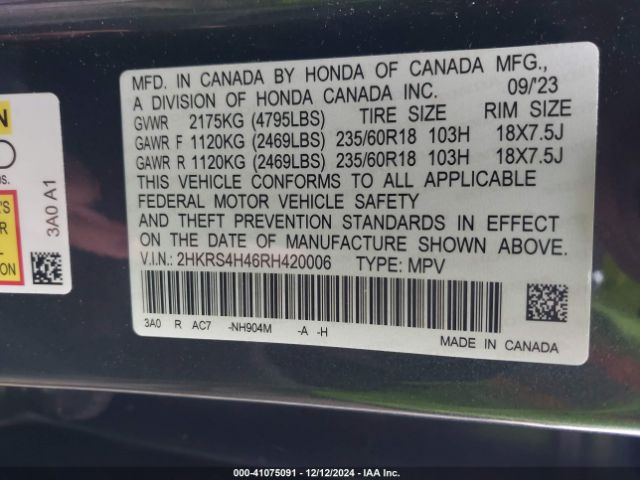 MFD. IN CANADA BY HONDA OF CANADA MFG.,
A DIVISION OF HONDA CANADA INC. 09/'23
GVWR 2175KG (4795LBS) TIRE SIZE RIM SIZE
GAWR F 1120KG (2469LBS) 235/60R18 103H 18X7.5J
GAWR R 1120KG (2469LBS) 235/60R18 103H 18X7.5J
THIS VEHICLE CONFORMS TO ALL APPLICABLE
FEDERAL MOTOR VEHICLE SAFETY
AND THEFT PREVENTION STANDARDS IN EFFECT
ON THE DATE OF MANUFACTURE SHOWN ABOVE.
V.I.N.: 2HKRS4H46RH420006 TYPE: MPV
3A0 R AC7 -NH904M -A -H
MADE IN CANADA
3A0 A1
000-41075091 - 12/12/2024 - IAA Inc.